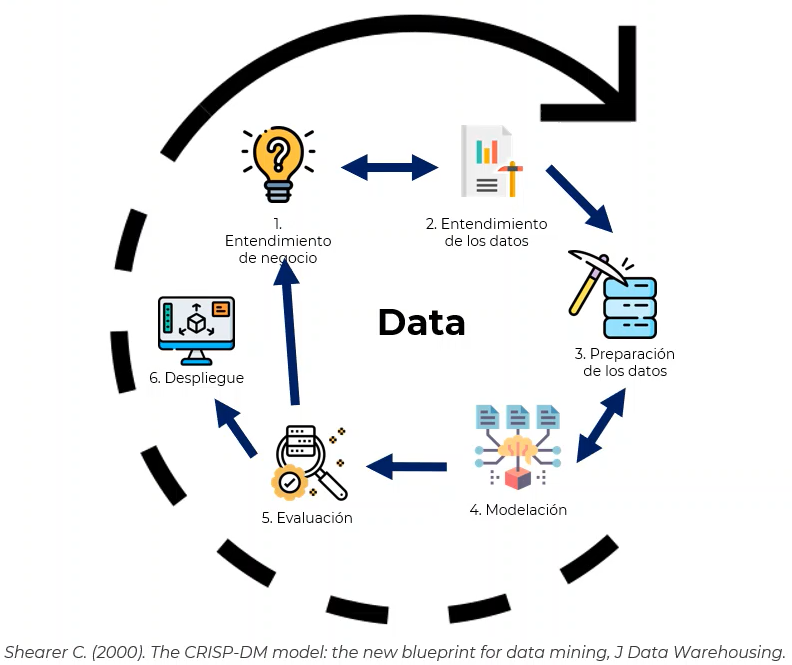 1.
Entendimiento
de negocio
2. Entendimiento
de los datos
3. Preparación
de los datos
Data
6. Despliegue
4. Modelación
5. Evaluación
Shearer C. (2000). The CRISP-DM model: the new blueprint for data mining, J Data Warehousing.